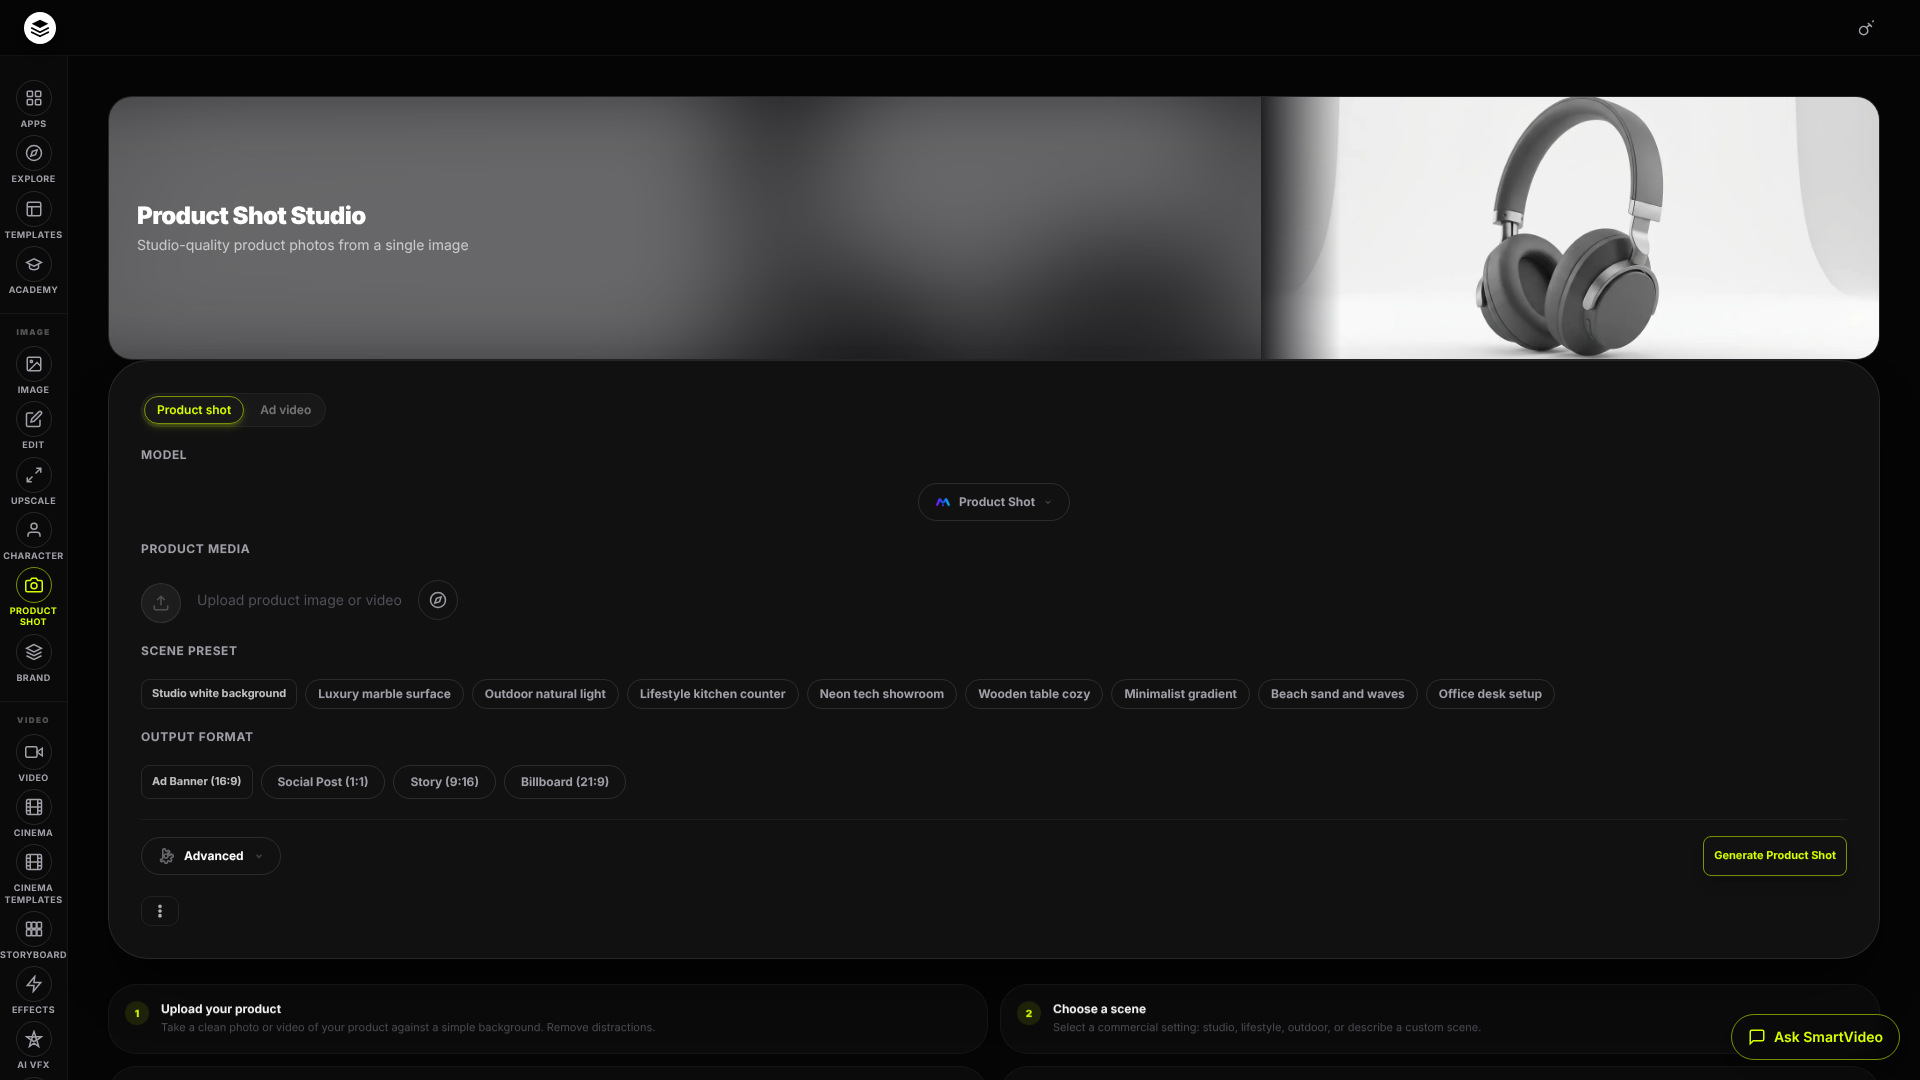 APPS
EXPLORE
TEMPLATES
ACADEMY
IMAGE
IMAGE
EDIT
UPSCALE
CHARACTER
PRODUCT
SHOT
BRAND
VIDEO
VIDEO
CINEMA
CINEMA
TEMPLATES
STORYBOARD
EFFECTS
AI VFX
Product Shot Studio
Studio-quality product photos from a single image
Product shot Ad video
MODEL
Product Shot
PRODUCT MEDIA
Upload product image or video
SCENE PRESET
Studio white background Luxury marble surface Outdoor natural light Lifestyle kitchen counter Neon tech showroom Wooden table cozy Minimalist gradient Beach sand and waves Office desk setup
OUTPUT FORMAT
Ad Banner (16:9) Social Post (1:1) Story (9:16) Billboard (21:9)
Advanced Generate Product Shot
1 Upload your product
Take a clean photo or video of your product against a simple background. Remove distractions.
2 Choose a scene
Select a commercial setting: studio, lifestyle, outdoor, or describe a custom scene.
Ask SmartVideo